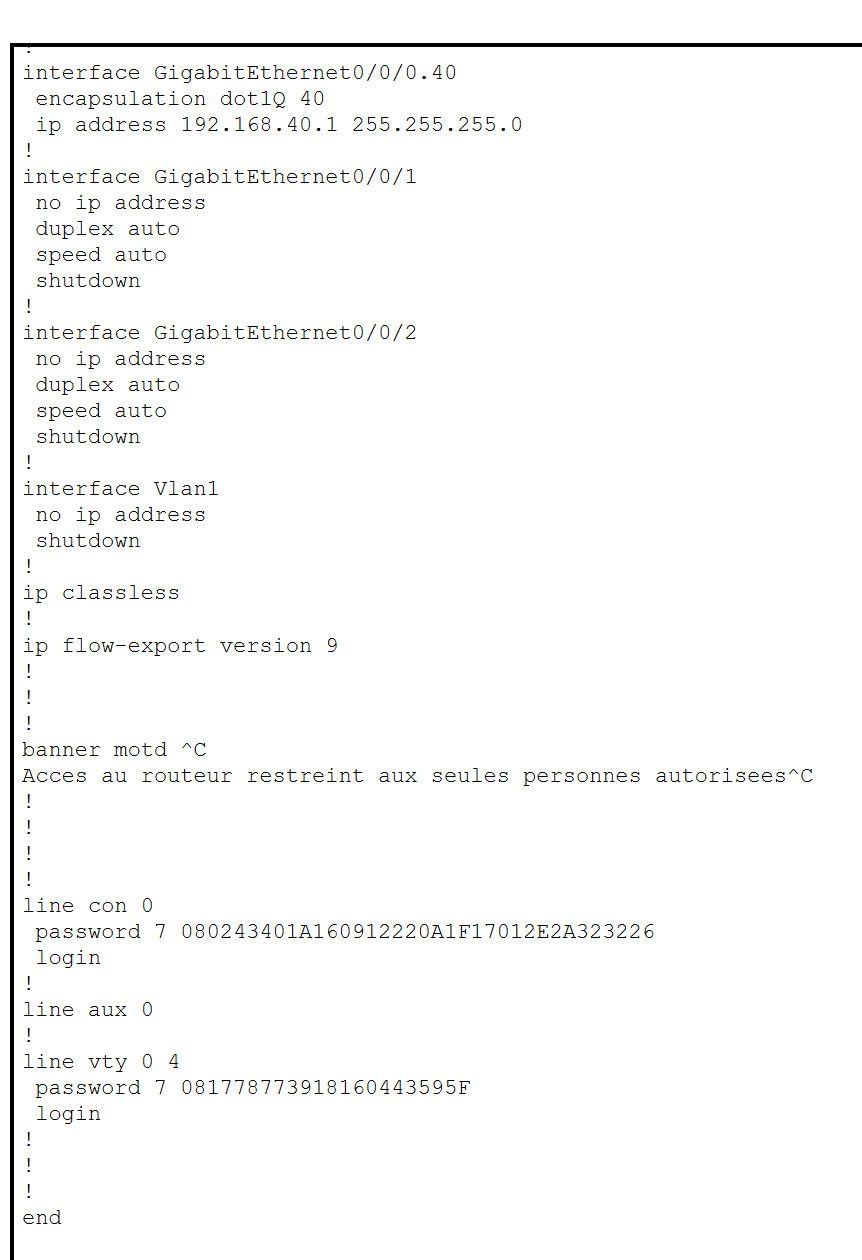 !
interface GigabitEthernet0/0/0.40
 encapsulation dot1Q 40
 ip address 192.168.40.1 255.255.255.0
!
interface GigabitEthernet0/0/1
 no ip address
 duplex auto
 speed auto
 shutdown
!
interface GigabitEthernet0/0/2
 no ip address
 duplex auto
 speed auto
 shutdown
!
interface Vlan1
 no ip address
 shutdown
!
ip classless
!
ip flow-export version 9
!
!
!
banner motd ^C
Acces au routeur restreint aux seules personnes autorisees^C
!
!
!
!
line con 0
 password 7 080243401A160912220A1F17012E2A323226
 login
!
line aux 0
!
line vty 0 4
 password 7 081778773918160443595F
 login
!
!
!
end